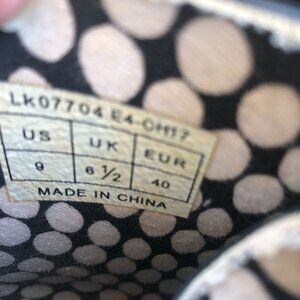 LK07704 E4-CH17
US UK EUR
9 6 ½ 40
MADE IN CHINA